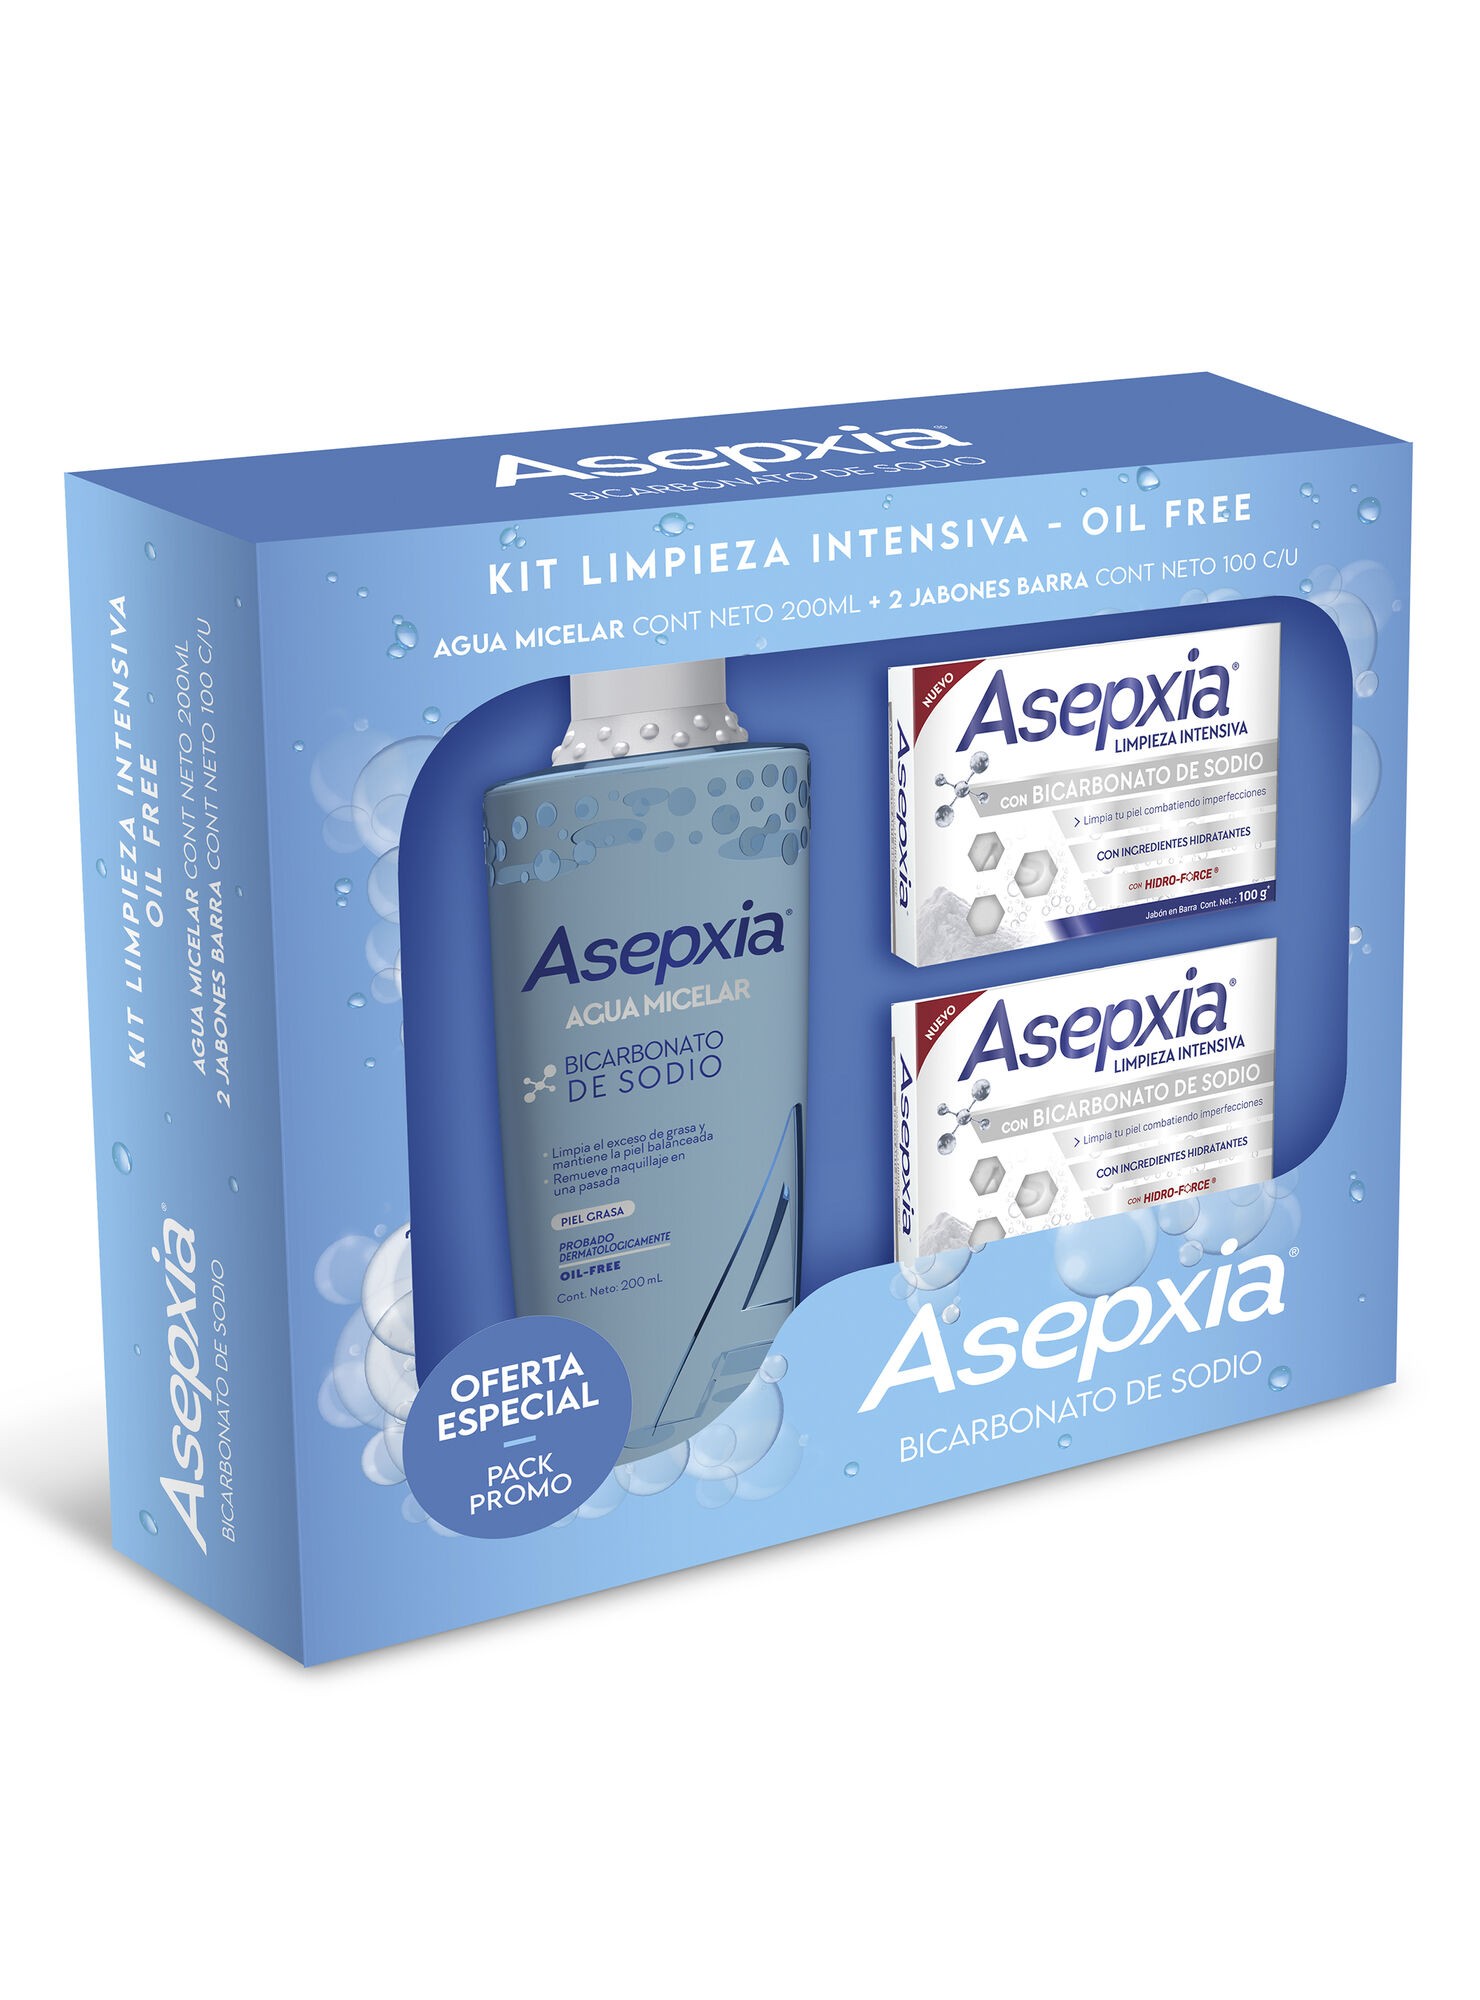 Asepxia®
BICARBONATO DE SODIO
KIT LIMPIEZA INTENSIVA - OIL FREE
AGUA MICELAR CONT NETO 200ML + 2 JABONES BARRA CONT NETO 100 C/U
KIT LIMPIEZA INTENSIVA
OIL FREE
AGUA MICELAR CONT NETO 200ML
2 JABONES BARRA CONT NETO 100 C/U
Asepxia®
BICARBONATO DE SODIO
Asepxia®
AGUA MICELAR
BICARBONATO
DE SODIO
• Limpia el exceso de grasa y
mantiene la piel balanceada
• Remueve maquillaje en
una pasada
PIEL GRASA
PROBADO
DERMATOLOGICAMENTE
OIL-FREE
Cont. Neto: 200 mL
NUEVO
Asepxia
Asepxia®
LIMPIEZA INTENSIVA
CON BICARBONATO DE SODIO
> Limpia tu piel combatiendo imperfecciones
CON INGREDIENTES HIDRATANTES
CON HIDRO-FORCE®
Jabón en Barra Cont. Net.: 100 g*
NUEVO
Asepxia
Asepxia®
LIMPIEZA INTENSIVA
CON BICARBONATO DE SODIO
> Limpia tu piel combatiendo imperfecciones
CON INGREDIENTES HIDRATANTES
CON HIDRO-FORCE®
OFERTA
ESPECIAL
PACK
PROMO
Asepxia®
BICARBONATO DE SODIO